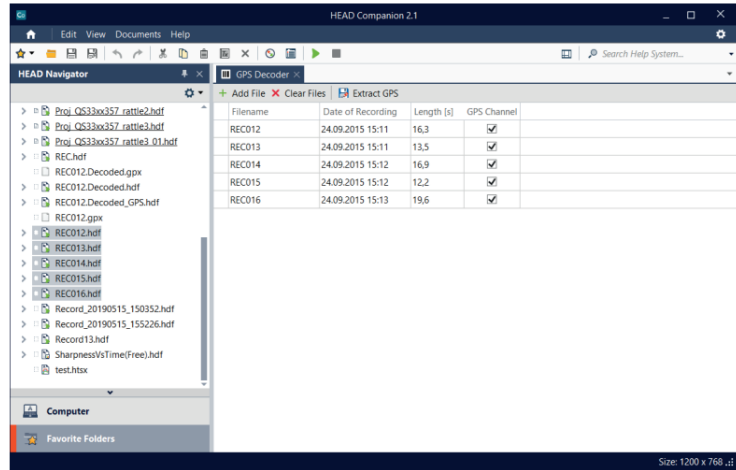 Co HEAD Companion 2.1
Edit View Documents Help
Search Help System...
HEAD Navigator
GPS Decoder
Add File Clear Files Extract GPS
Filename Date of Recording Length [s] GPS Channel
REC012 24.09.2015 15:11 16,3
REC013 24.09.2015 15:11 13,5
REC014 24.09.2015 15:12 16,9
REC015 24.09.2015 15:12 12,2
REC016 24.09.2015 15:13 19,6
Proj_QS33xx357_rattle2.hdf
Proj_QS33xx357_rattle3.hdf
Proj_QS33xx357_rattle3_01.hdf
REC.hdf
REC012.Decoded.gpx
REC012.Decoded.hdf
REC012.Decoded_GPS.hdf
REC012.gpx
REC012.hdf
REC013.hdf
REC014.hdf
REC015.hdf
REC016.hdf
Record_20190515_150352.hdf
Record_20190515_155226.hdf
Record13.hdf
SharpnessVsTime(Free).hdf
test.htsx
Computer
Favorite Folders
Size: 1200 x 768